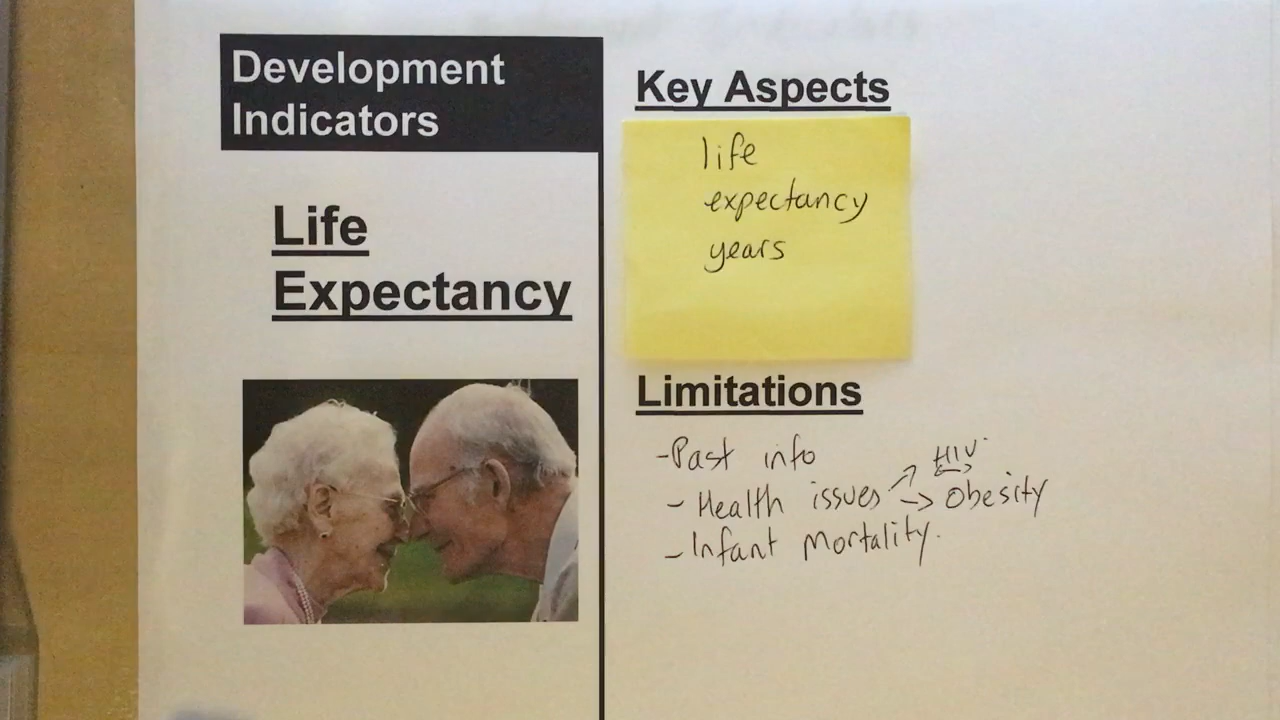 Development
Indicators
Life
Expectancy
Key Aspects
life
expectancy
years
Limitations
-Past info
- Health issues ↗ HIV
→ Obesity
- Infant Mortality.